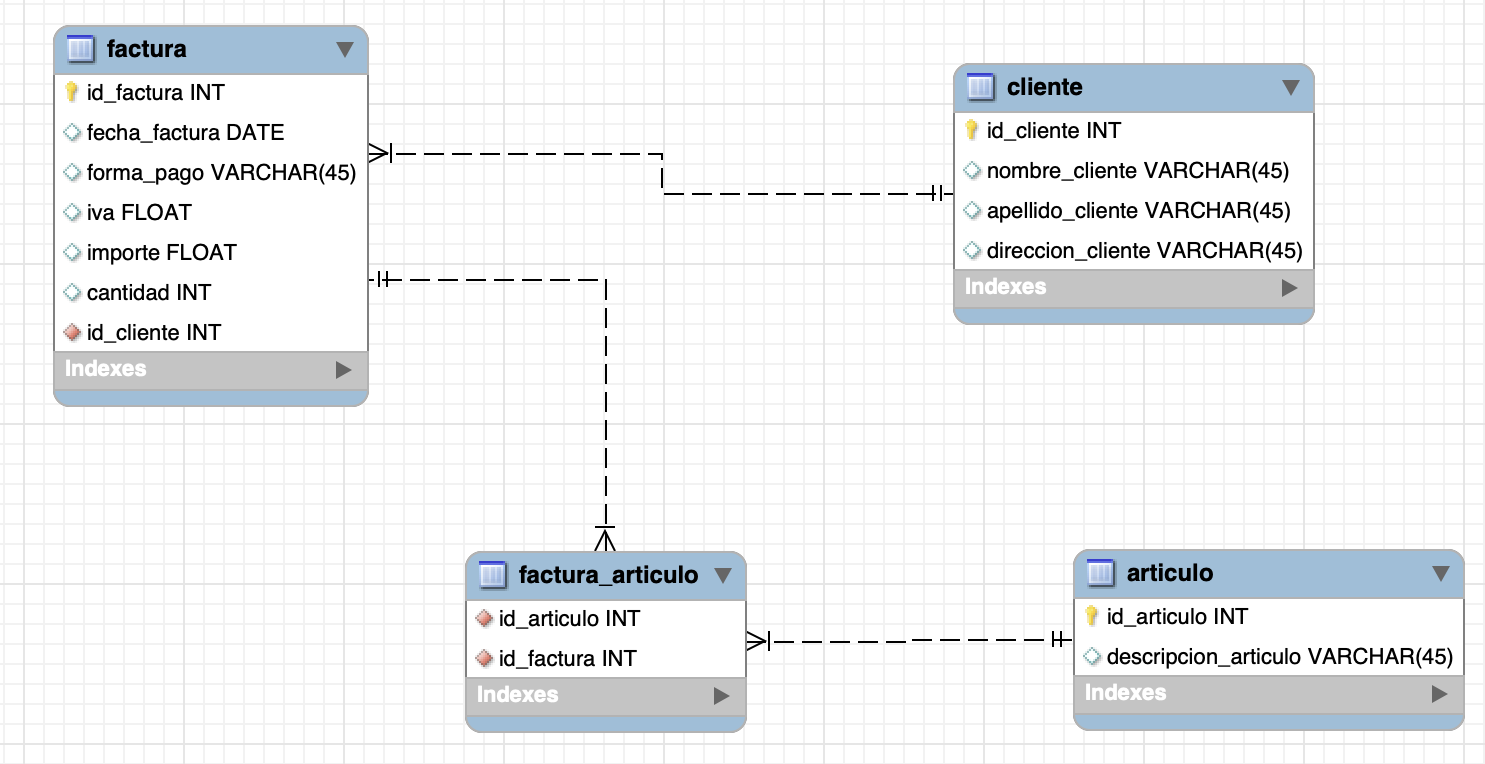 factura
id_factura INT
fecha_factura DATE
forma_pago VARCHAR(45)
iva FLOAT
importe FLOAT
cantidad INT
id_cliente INT
Indexes
cliente
id_cliente INT
nombre_cliente VARCHAR(45)
apellido_cliente VARCHAR(45)
direccion_cliente VARCHAR(45)
Indexes
factura_articulo
id_articulo INT
id_factura INT
Indexes
articulo
id_articulo INT
descripcion_articulo VARCHAR(45)
Indexes